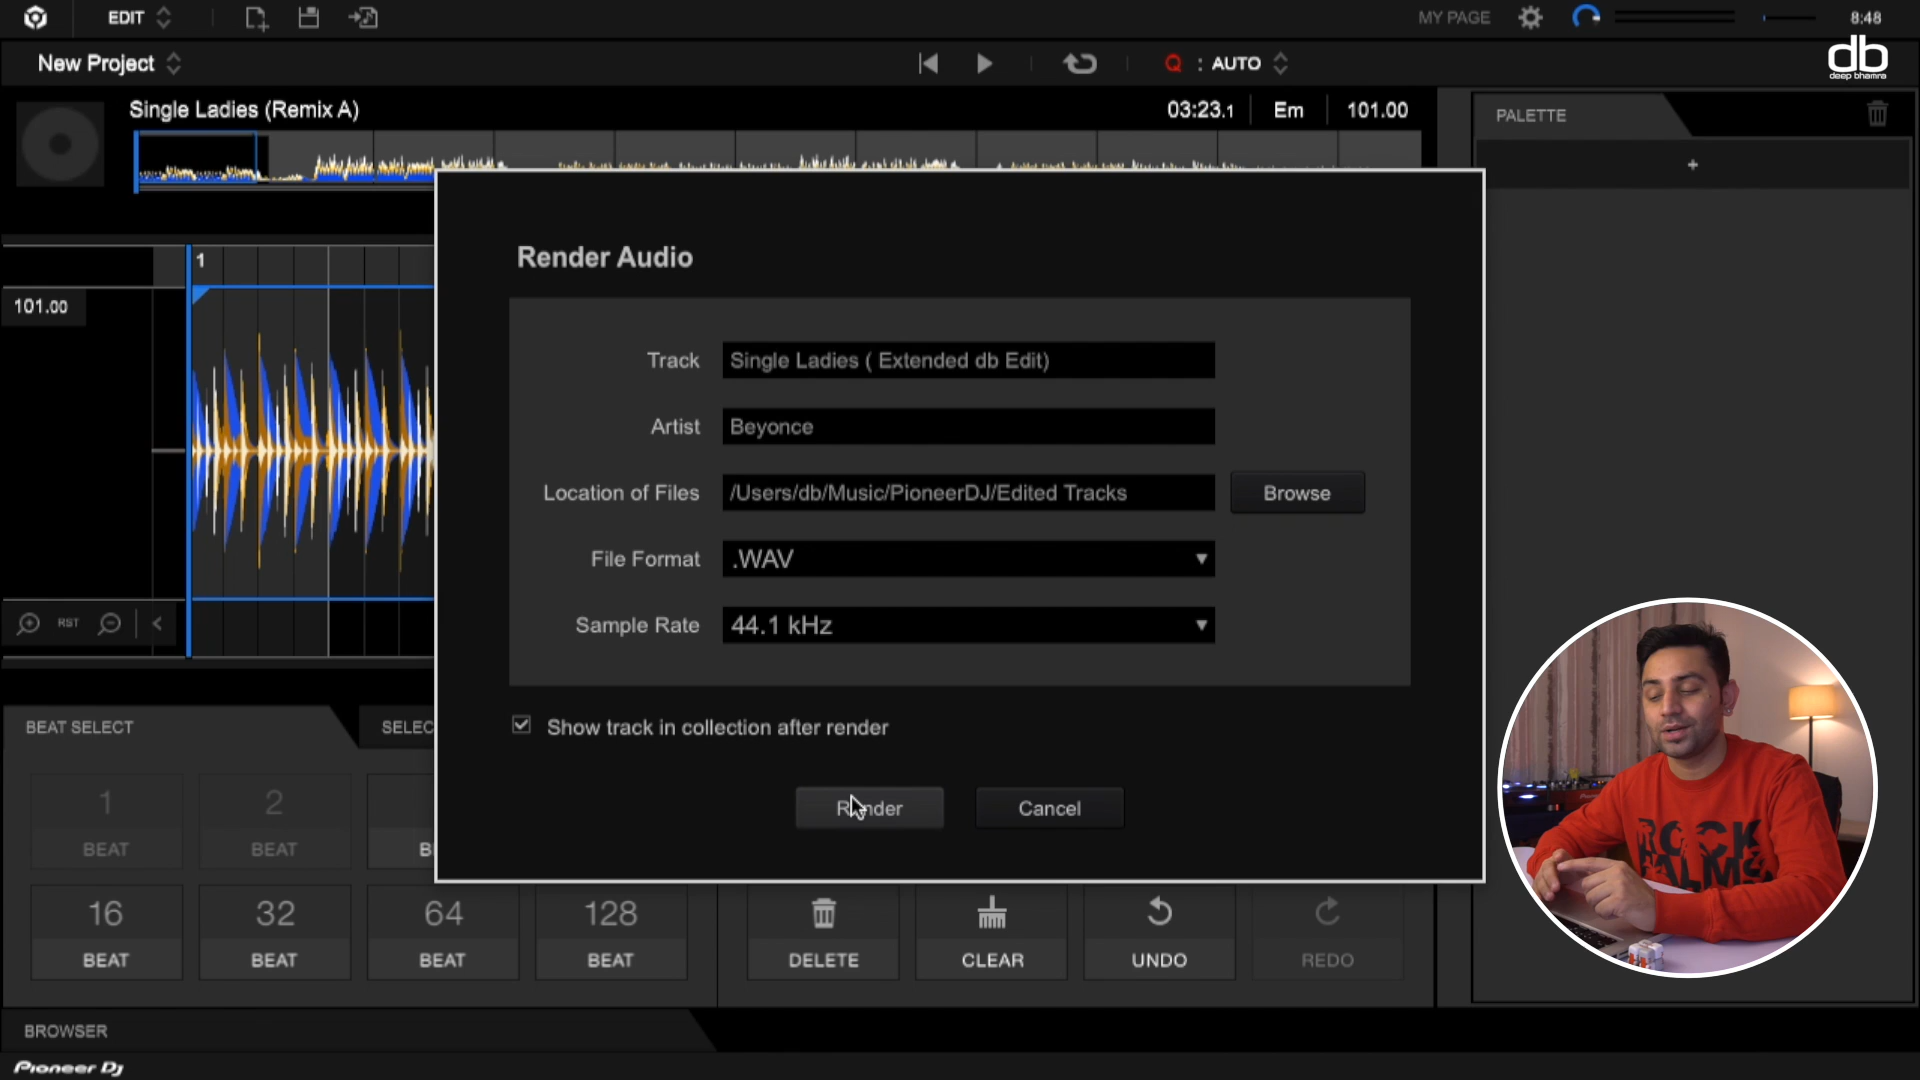 EDIT
MY PAGE
8:48
New Project
Q : AUTO
db
deep bhamra
Single Ladies (Remix A)
03:23.1
Em
101.00
PALETTE
+
1
101.00
RST
Render Audio
Track
Single Ladies ( Extended db Edit)
Artist
Beyonce
Location of Files
/Users/db/Music/PioneerDJ/Edited Tracks
Browse
File Format
.WAV
Sample Rate
44.1 kHz
Show track in collection after render
Render
Cancel
BEAT SELECT
SELEC
1
BEAT
2
BEAT
B
16
BEAT
32
BEAT
64
BEAT
128
BEAT
DELETE
CLEAR
UNDO
REDO
ROCK
BROWSER
Pioneer Dj